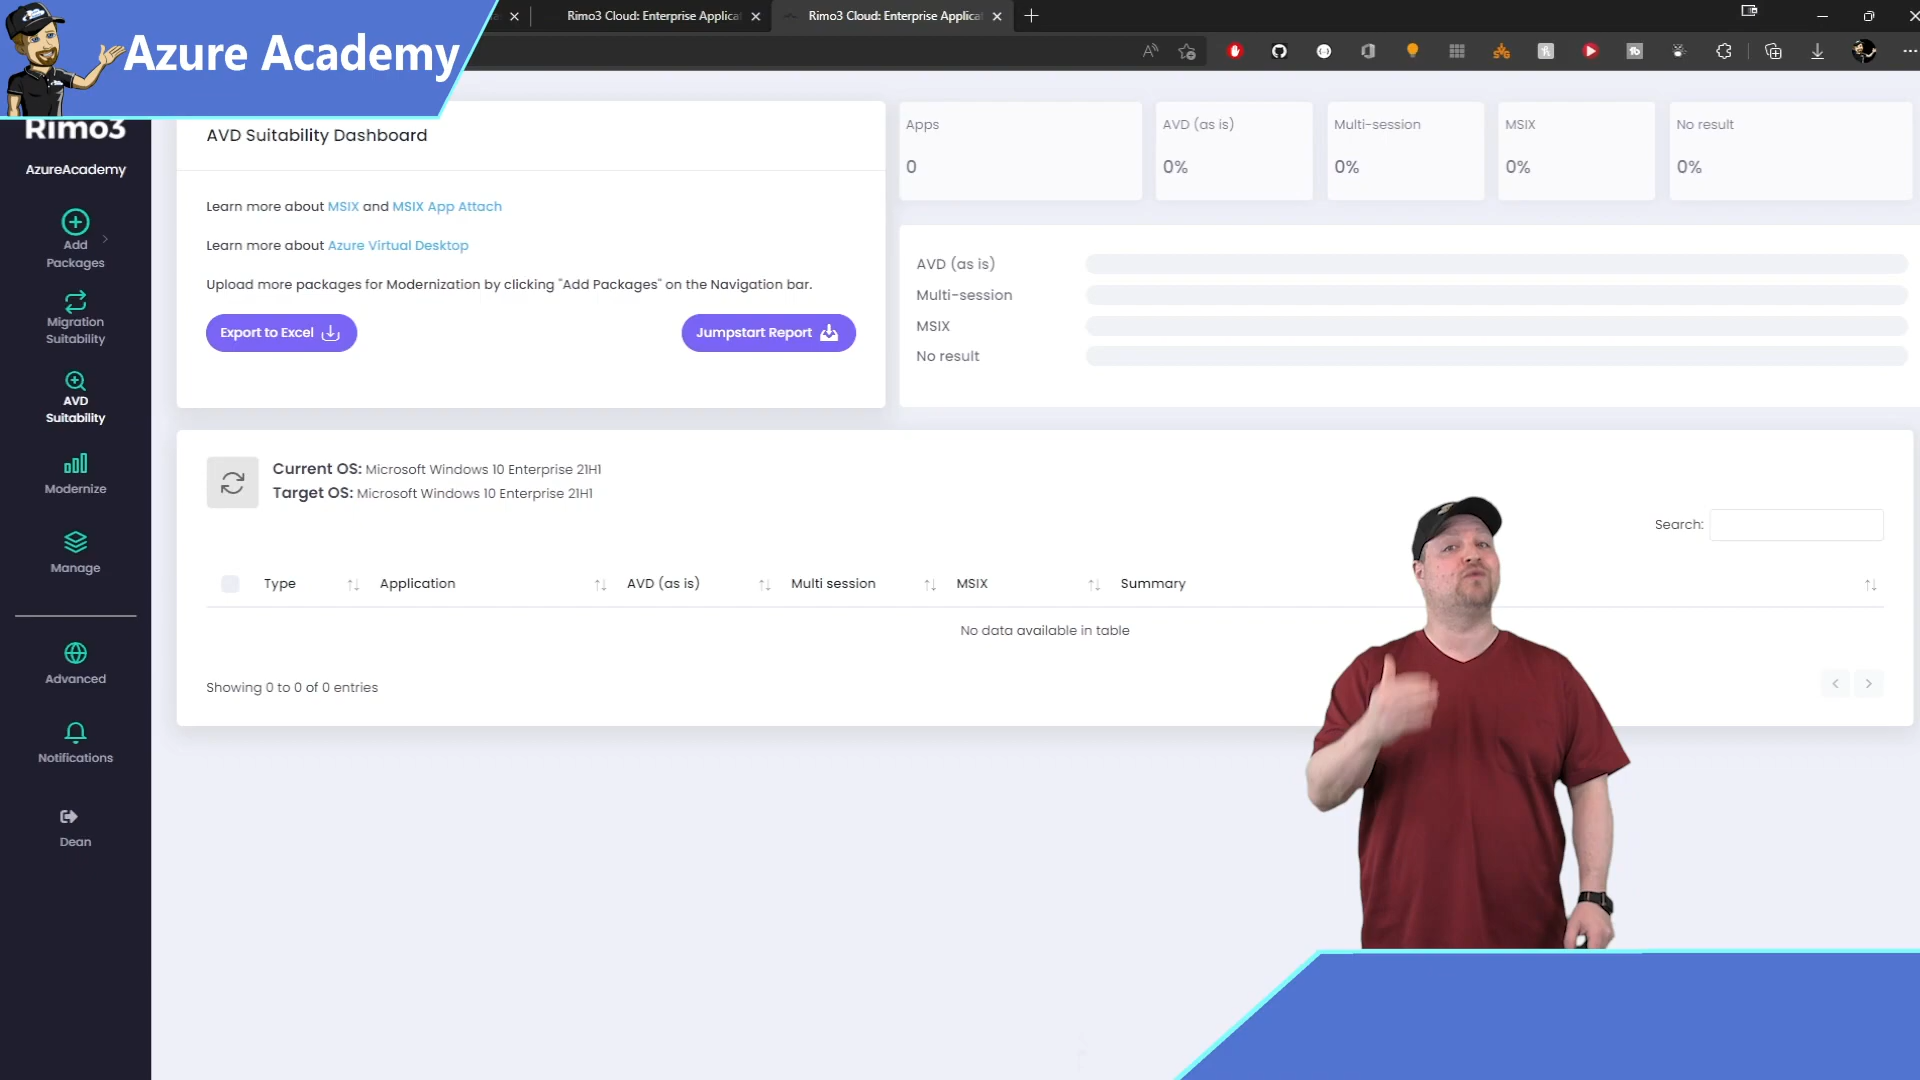 Azure Academy
Rimo3 Cloud: Enterprise Applica
Rimo3 Cloud: Enterprise Applica
Rimo3
AzureAcademy
Add
Packages
Migration
Suitability
AVD
Suitability
Modernize
Manage
Advanced
Notifications
Dean
AVD Suitability Dashboard
Learn more about MSIX and MSIX App Attach
Learn more about Azure Virtual Desktop
Upload more packages for Modernization by clicking "Add Packages" on the Navigation bar.
Export to Excel
Jumpstart Report
Apps
0
AVD (as is)
0%
Multi-session
0%
MSIX
0%
No result
0%
AVD (as is)
Multi-session
MSIX
No result
Current OS: Microsoft Windows 10 Enterprise 21H1
Target OS: Microsoft Windows 10 Enterprise 21H1
Search:
Type Application AVD (as is) Multi session MSIX Summary
No data available in table
Showing 0 to 0 of 0 entries